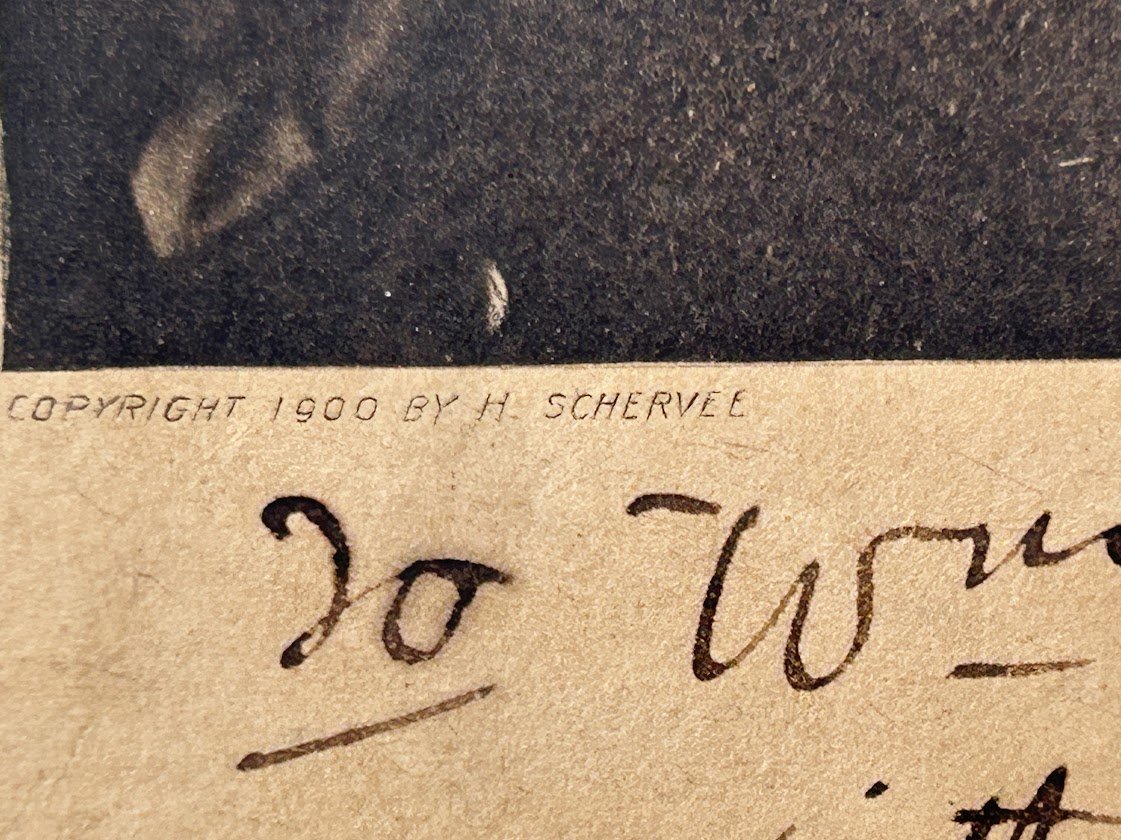 COPYRIGHT 1900 BY H. SCHERVEE
To Wm